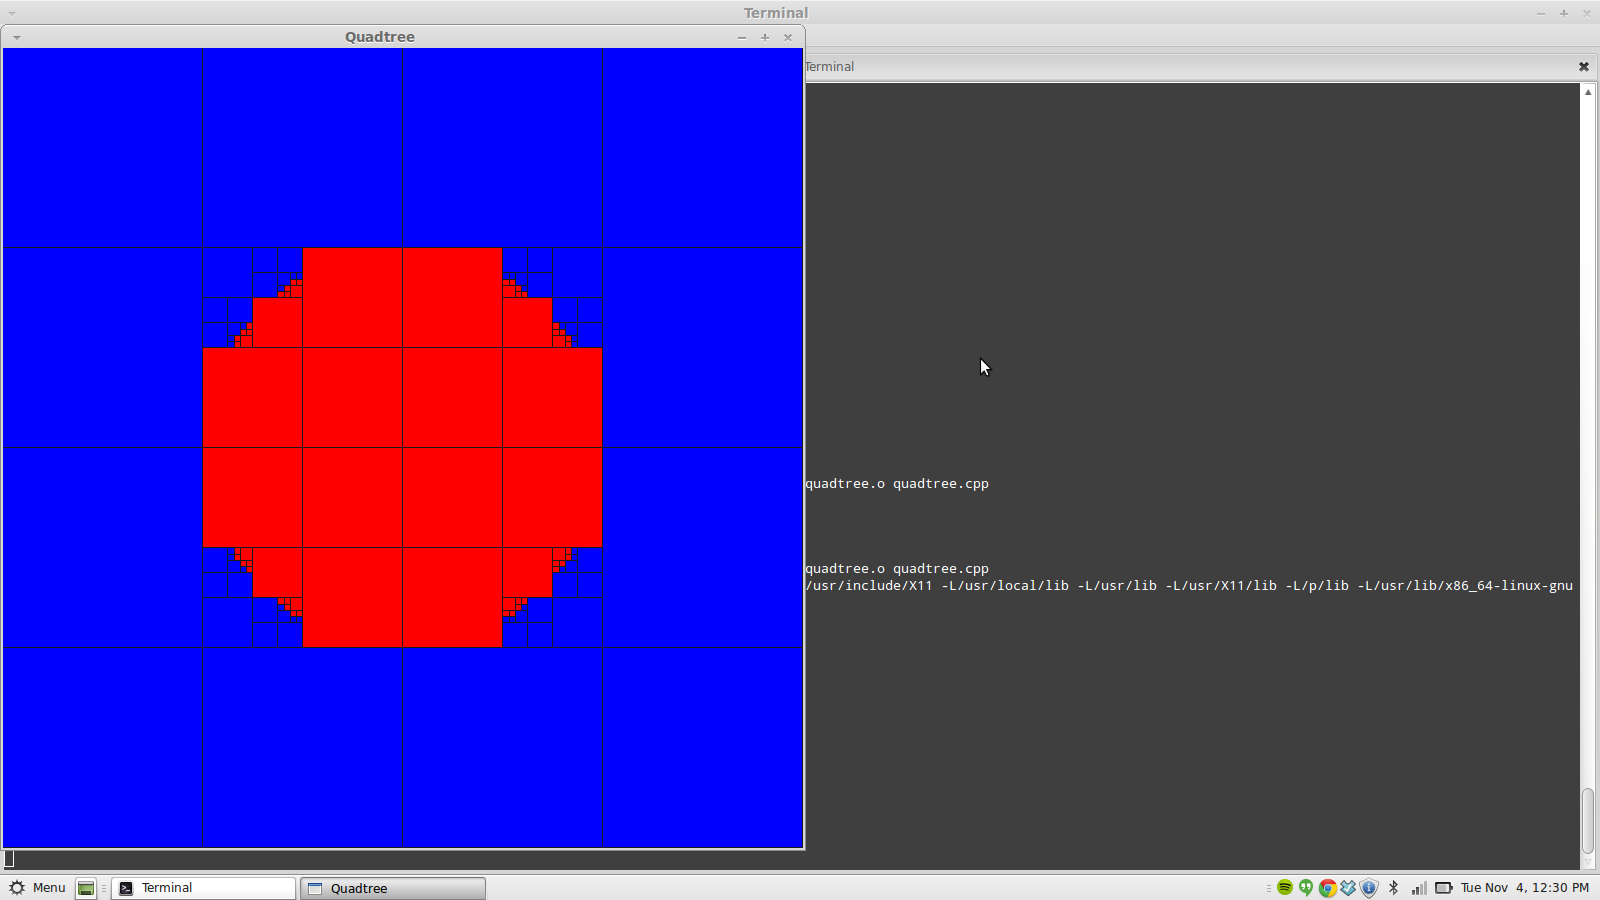 Terminal
Quadtree
Terminal
quadtree.o quadtree.cpp
quadtree.o quadtree.cpp
/usr/include/X11 -L/usr/local/lib -L/usr/lib -L/usr/X11/lib -L/p/lib -L/usr/lib/x86_64-linux-gnu
Menu
Terminal
Quadtree
Tue Nov 4, 12:30 PM